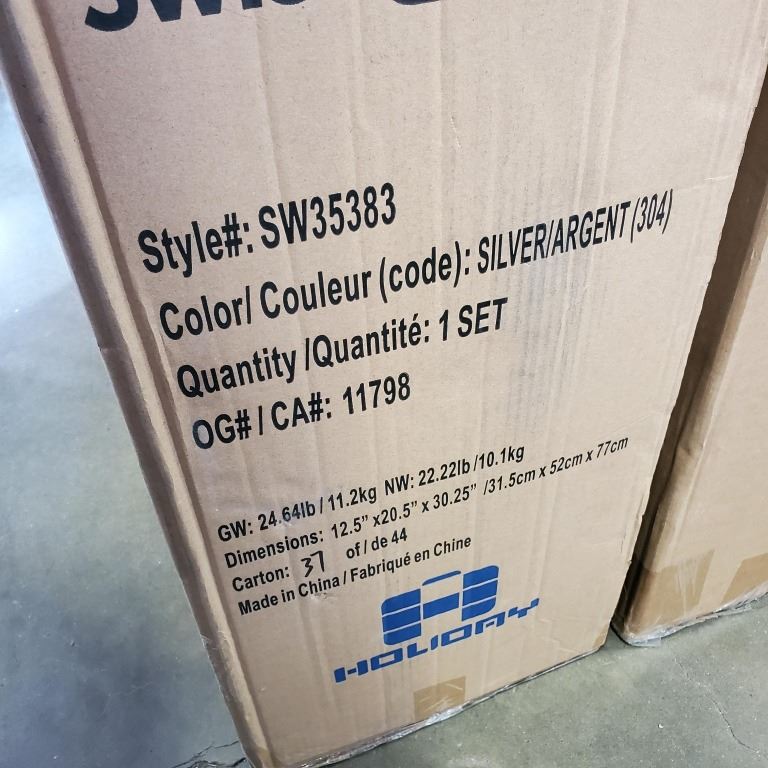 Style#: SW35383
Color/ Couleur (code): SILVER/ARGENT (304)
Quantity /Quantité: 1 SET
OG# / CA#: 11798
GW: 24.64lb / 11.2kg NW: 22.22lb /10.1kg
Dimensions: 12.5" x20.5" x 30.25" /31.5cm x 52cm x 77cm
Carton: 37 of / de 44
Made in China / Fabriqué en Chine
HOLIDAY